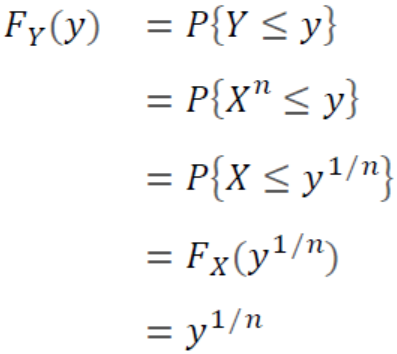 F_Y(y) = P{Y ≤ y}
= P{X^n ≤ y}
= P{X ≤ y^{1/n}}
= F_X(y^{1/n})
= y^{1/n}